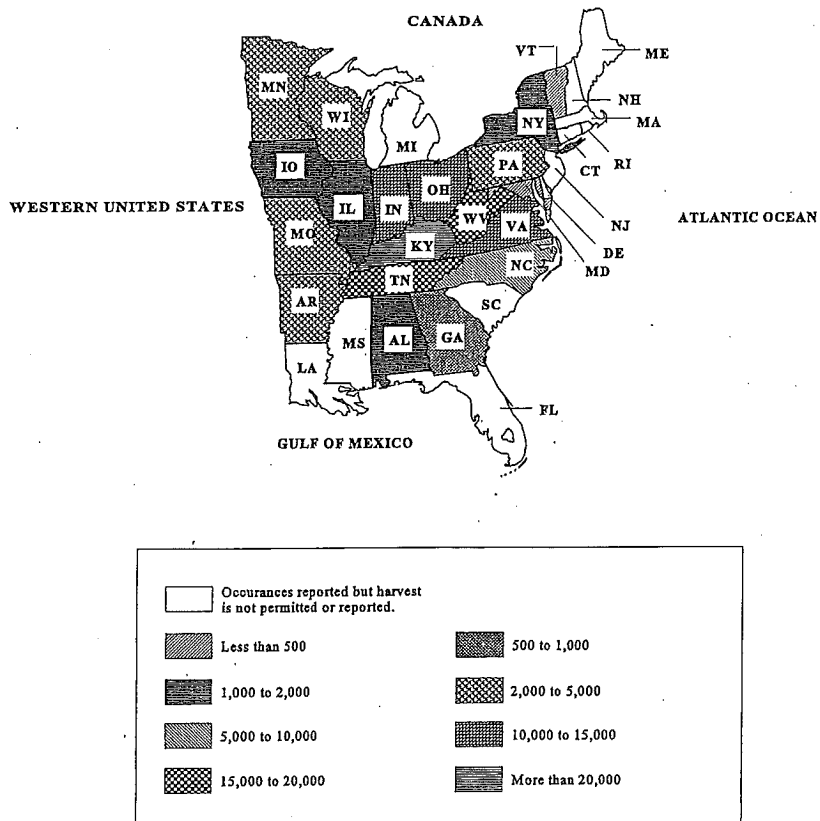 CANADA
VT
ME
MN
WI
NH
MI
NY
MA
IO
PA
CT
RI
OH
IL
IN
WV
NJ
WESTERN UNITED STATES
ATLANTIC OCEAN
MO
VA
KY
DE
NC
MD
TN
AR
SC
MS
AL
GA
LA
FL
GULF OF MEXICO
Occurances reported but harvest
is not permitted or reported.
Less than 500
500 to 1,000
1,000 to 2,000
2,000 to 5,000
5,000 to 10,000
10,000 to 15,000
15,000 to 20,000
More than 20,000